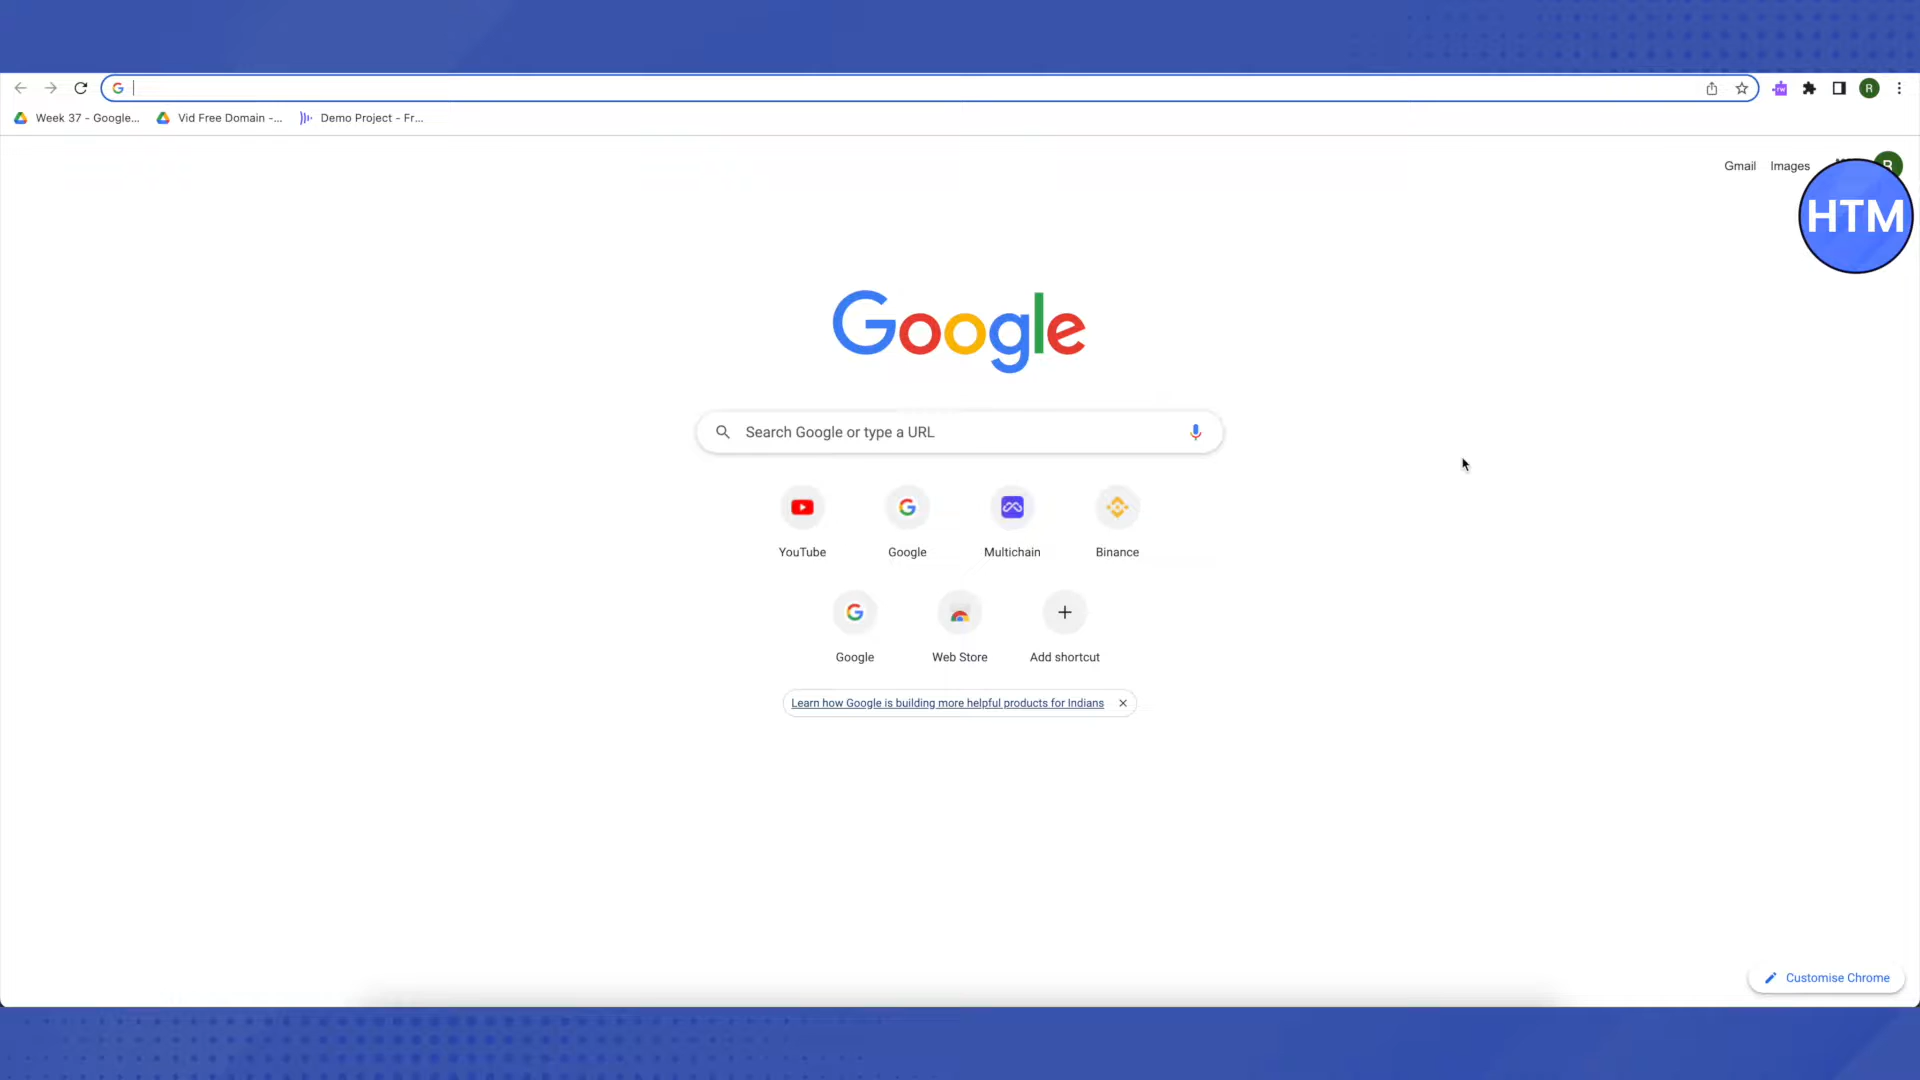 Week 37 - Google...
Vid Free Domain -...
Demo Project - Fr...
R
Gmail
Images
HTM
Google
Search Google or type a URL
YouTube
Google
Multichain
Binance
Google
Web Store
Add shortcut
Learn how Google is building more helpful products for Indians
Customise Chrome